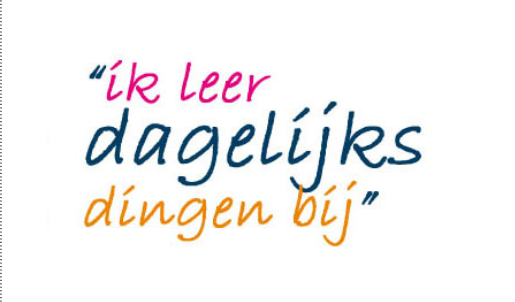 "ik leer
dagelijks
dingen bij"